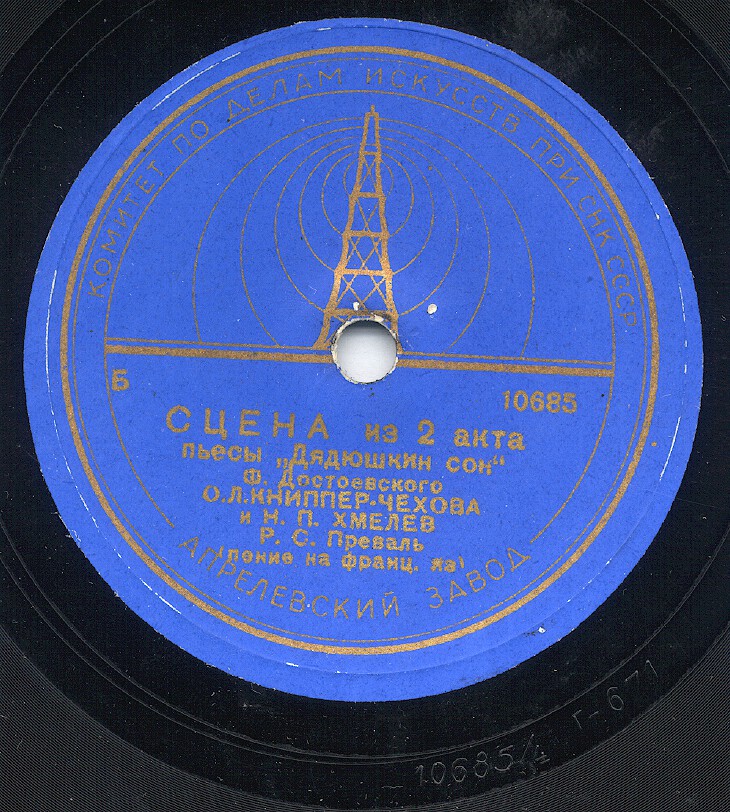 КОМИТЕТ ПО ДЕЛАМ ИСКУССТВ ПРИ СНК СССР
Б 10685
СЦЕНА из 2 акта
пьесы „Дядюшкин сон"
Ф. Достоевского
О.Л.КНИППЕР-ЧЕХОВА
и Н. П. ХМЕЛЕВ
Р. С. Преваль
(пение на франц. яз)
АПРЕЛЕВСКИЙ ЗАВОД
10685 г-671